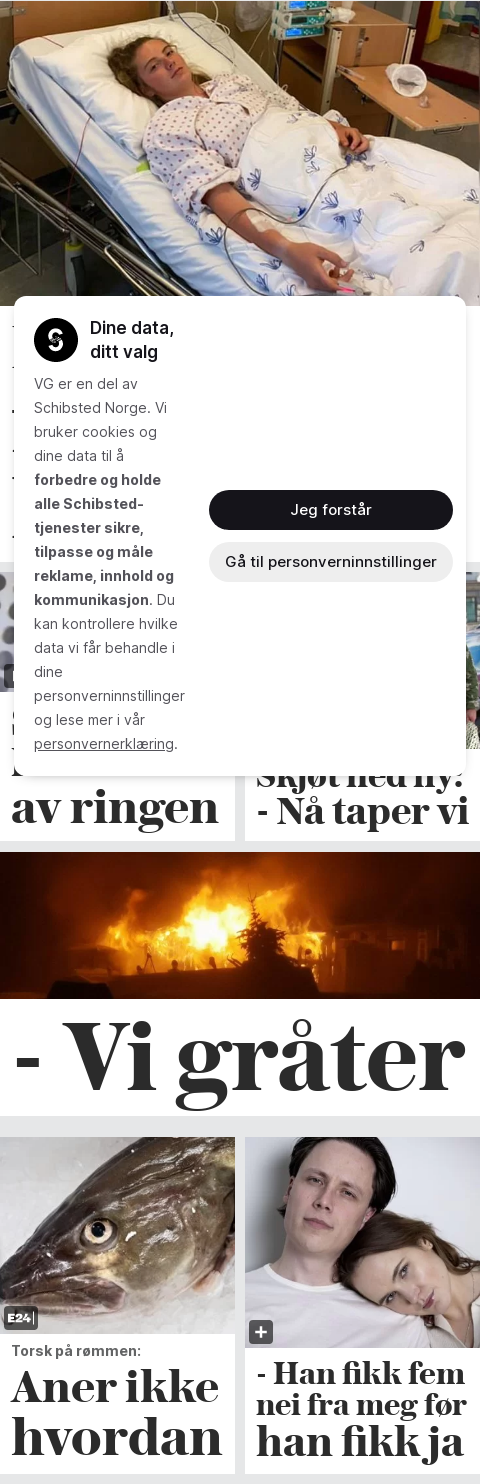 Dine data,
ditt valg
VG er en del av
Schibsted Norge. Vi
bruker cookies og
dine data til å
forbedre og holde
alle Schibsted-
tjenester sikre,
tilpasse og måle
reklame, innhold og
kommunikasjon. Du
kan kontrollere hvilke
data vi får behandle i
dine
personverninnstillinger
og lese mer i vår
personvernerklæring.
Jeg forstår
Gå til personverninnstillinger
av ringen
Skjøt ned fly:
- Nå taper vi
- Vi gråter
E24
Torsk på rømmen:
Aner ikke
hvordan
- Han fikk fem
nei fra meg før
han fikk ja